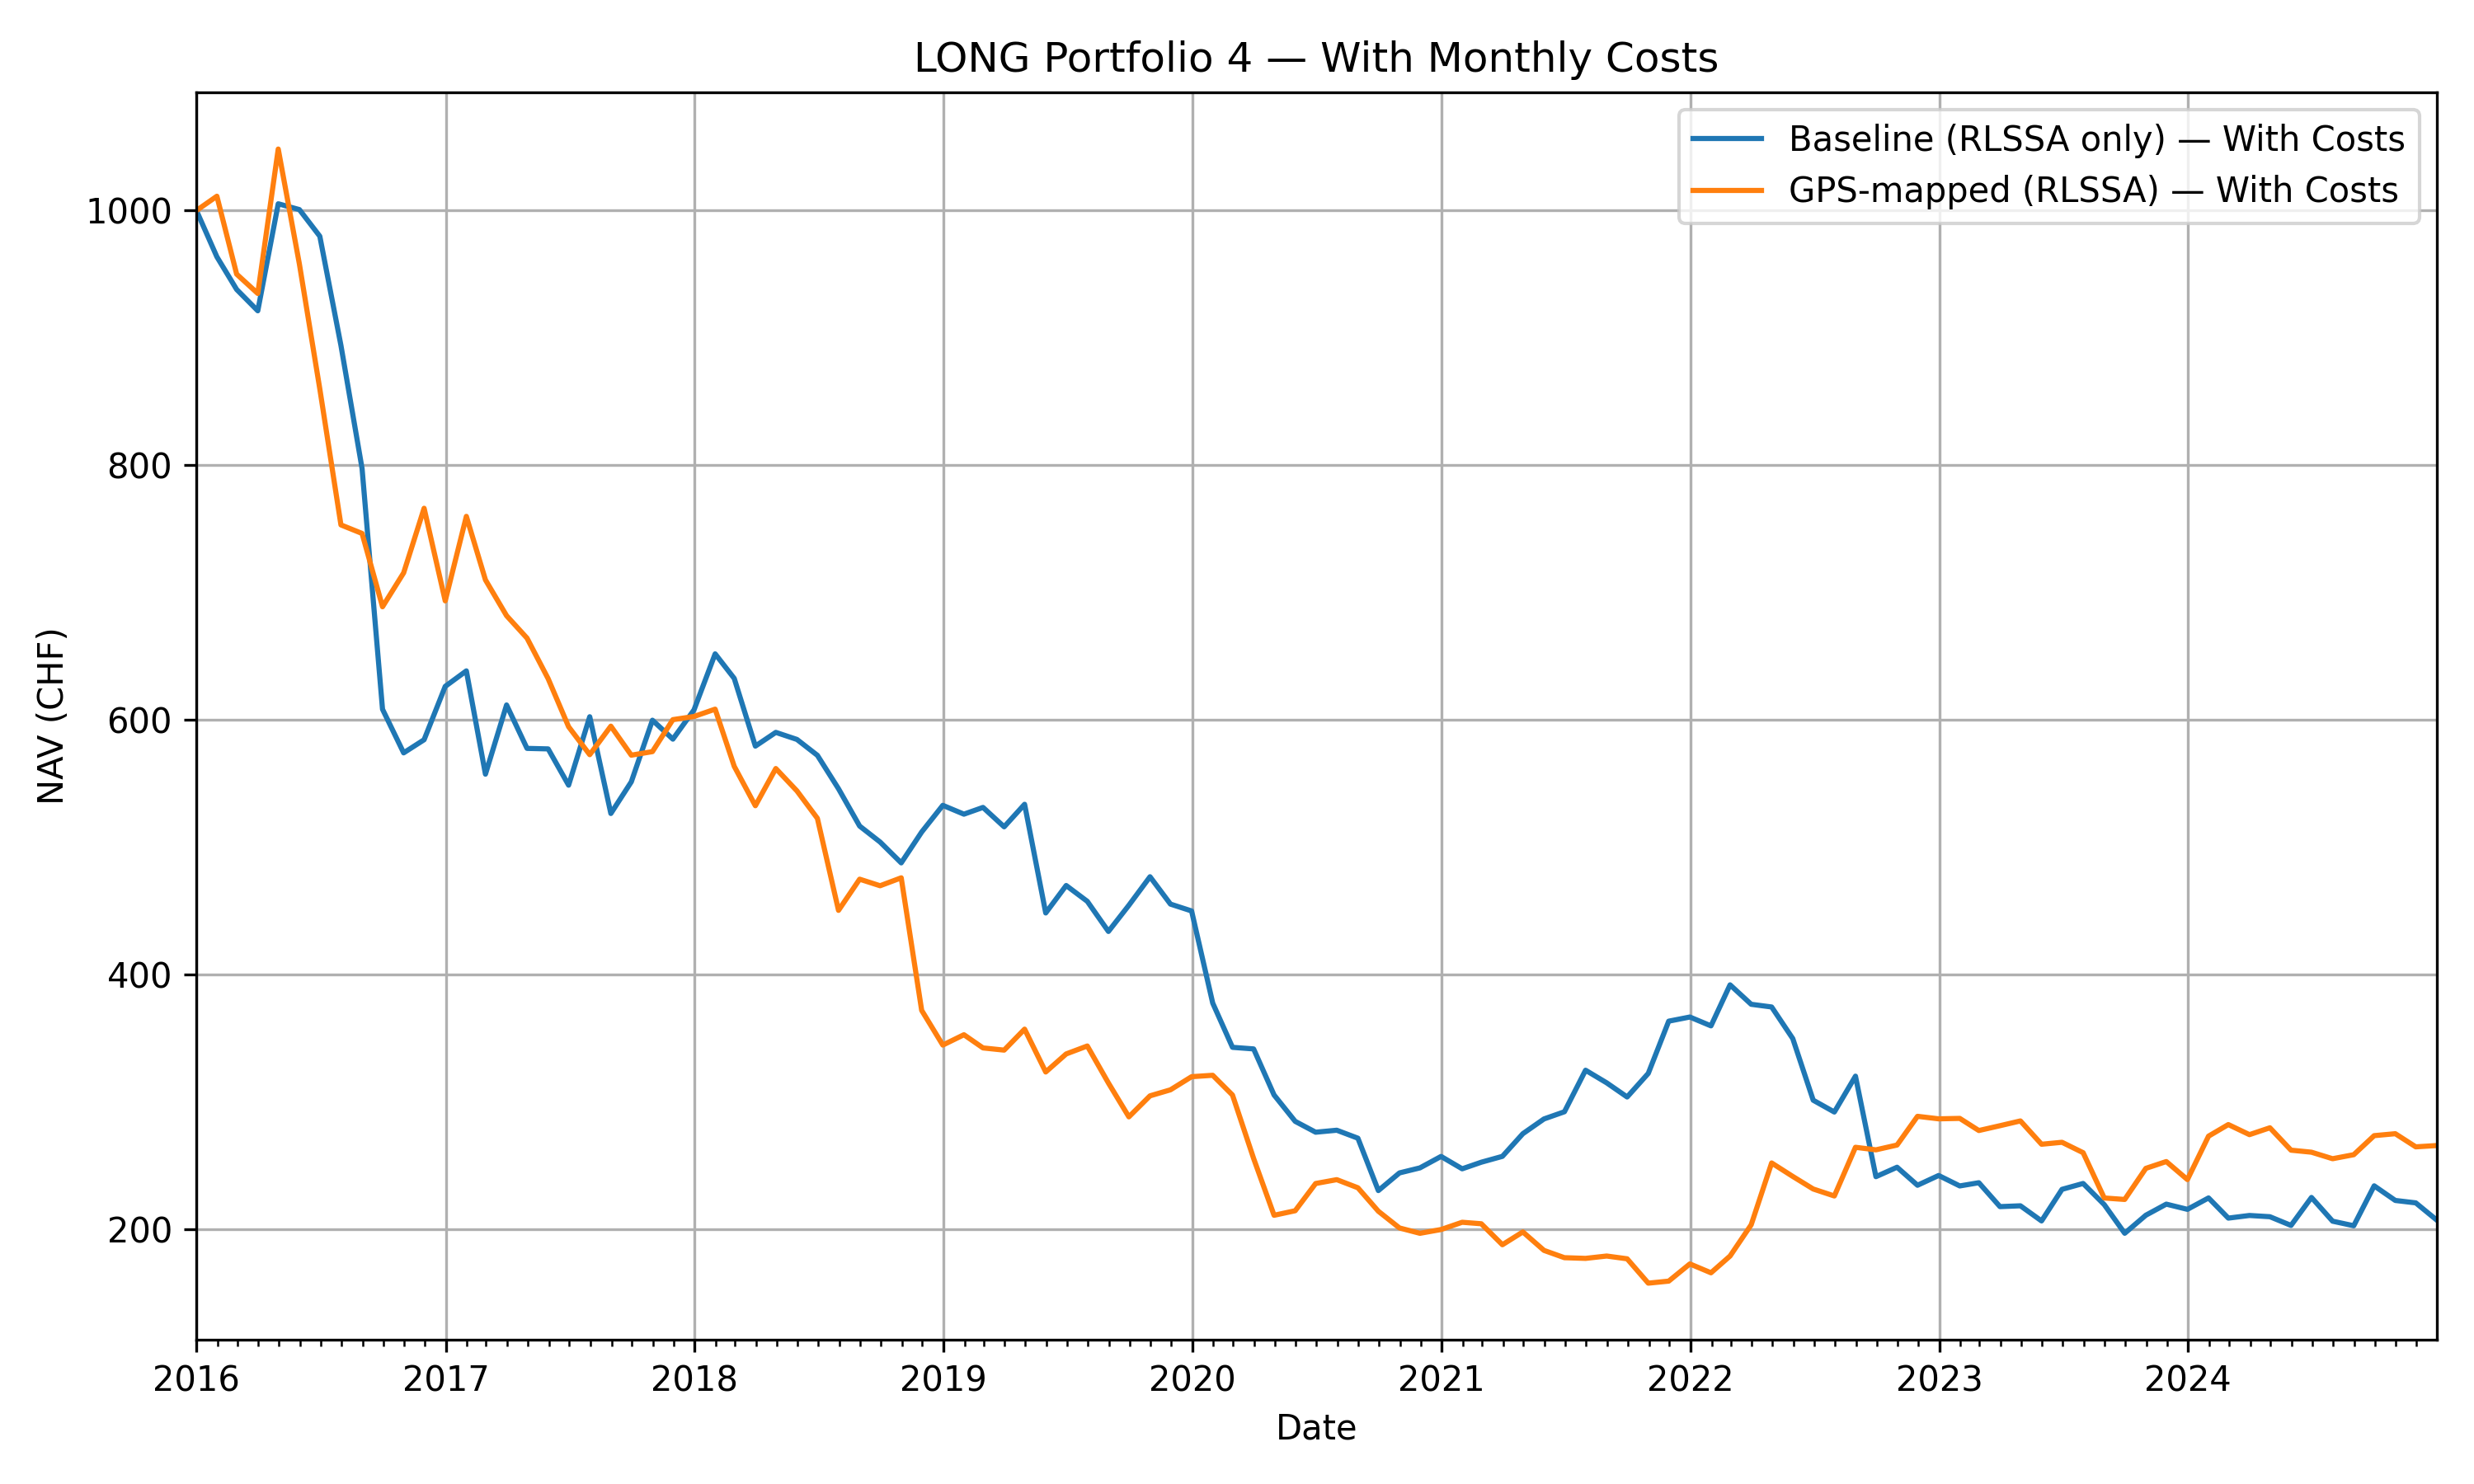 LONG Portfolio 4 — With Monthly Costs
Baseline (RLSSA only) — With Costs
GPS-mapped (RLSSA) — With Costs
1000
800
600
400
200
NAV (CHF)
2016 2017 2018 2019 2020 2021 2022 2023 2024
Date